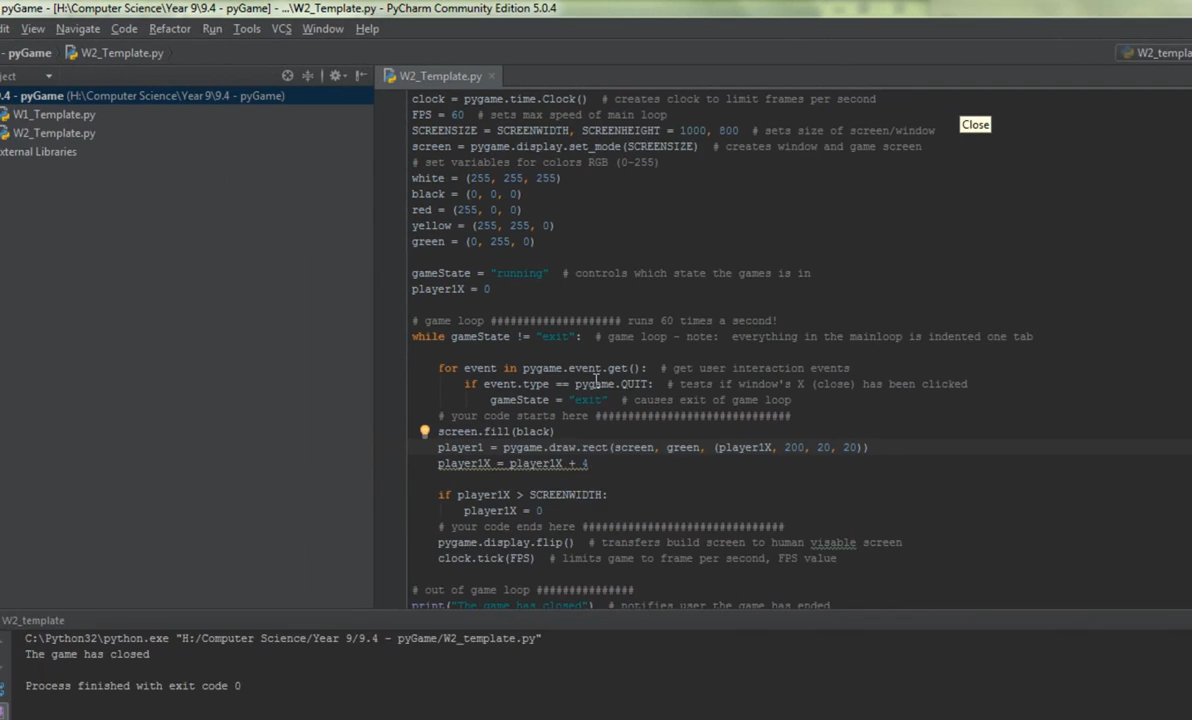 pyGame - [H:\Computer Science\Year 9\9.4 - pyGame] - ...\W2_Template.py - PyCharm Community Edition 5.0.4
dit View Navigate Code Refactor Run Tools VCS Window Help
- pyGame W2_Template.py W2_templa
ject W2_Template.py
9.4 - pyGame (H:\Computer Science\Year 9\9.4 - pyGame)
W1_Template.py
W2_Template.py
xternal Libraries
clock = pygame.time.Clock() # creates clock to limit frames per second
FPS = 60 # sets max speed of main loop
Close
SCREENSIZE = SCREENWIDTH, SCREENHEIGHT = 1000, 800 # sets size of screen/window
screen = pygame.display.set_mode(SCREENSIZE) # creates window and game screen
# set variables for colors RGB (0-255)
white = (255, 255, 255)
black = (0, 0, 0)
red = (255, 0, 0)
yellow = (255, 255, 0)
green = (0, 255, 0)
gameState = "running" # controls which state the games is in
player1X = 0
# game loop #################### runs 60 times a second!
while gameState != "exit": # game loop - note: everything in the mainloop is indented one tab
for event in pygame.event.get(): # get user interaction events
if event.type == pygame.QUIT: # tests if window's X (close) has been clicked
gameState = "exit" # causes exit of game loop
# your code starts here ##############################
screen.fill(black)
player1 = pygame.draw.rect(screen, green, (player1X, 200, 20, 20))
player1X = player1X + 4
if player1X > SCREENWIDTH:
player1X = 0
# your code ends here ###############################
pygame.display.flip() # transfers build screen to human visable screen
clock.tick(FPS) # limits game to frame per second, FPS value
# out of game loop ###############
print("The game has closed") # notifies user the game has ended
W2_template
C:\Python32\python.exe "H:/Computer Science/Year 9/9.4 - pyGame/W2_template.py"
The game has closed
Process finished with exit code 0